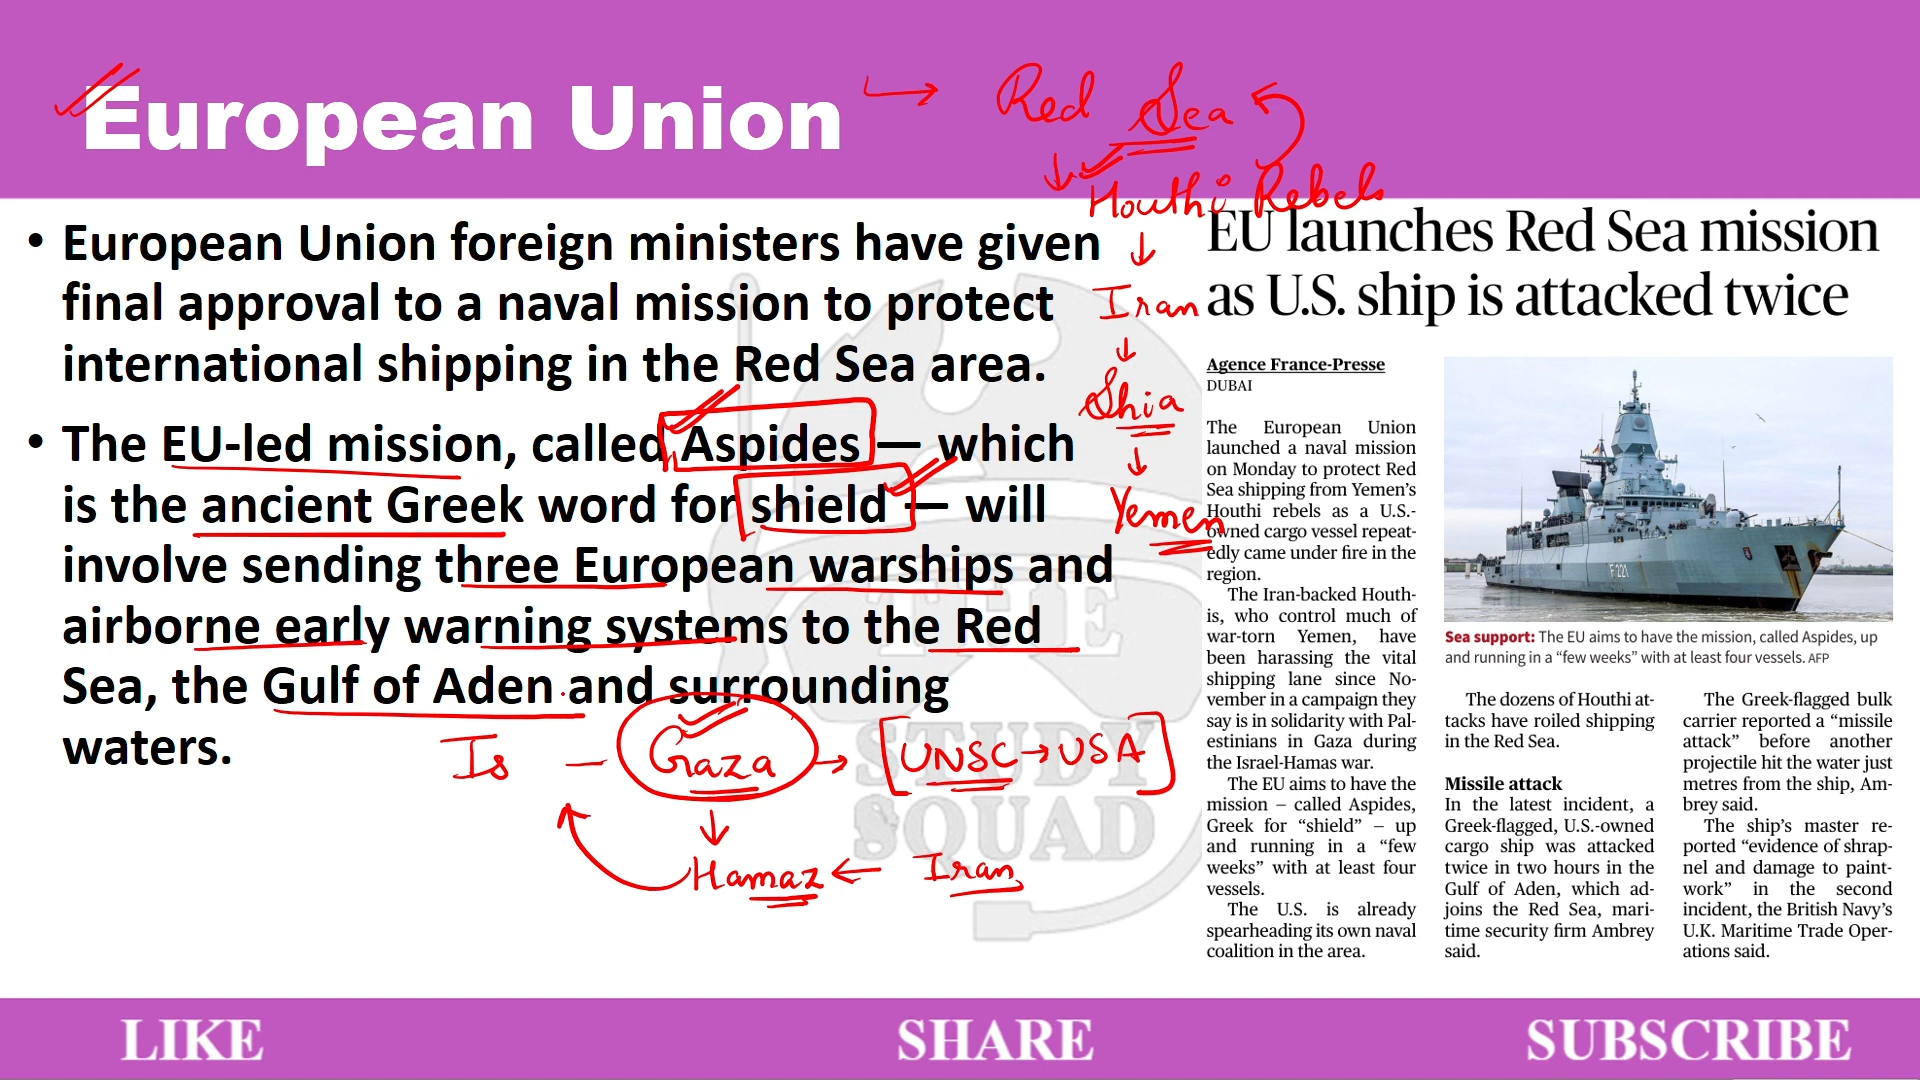 European Union
→ Red Sea
Houthi Rebels
↓
Iran
↓
Shia
↓
Yemen
• European Union foreign ministers have given
final approval to a naval mission to protect
international shipping in the Red Sea area.
• The EU-led mission, called Aspides — which
is the ancient Greek word for shield — will
involve sending three European warships and
airborne early warning systems to the Red
Sea, the Gulf of Aden and surrounding
waters.
Is – Gaza → [UNSC → USA]
↓
Hamaz ← Iran
THE
STUDY
SQUAD
EU launches Red Sea mission
as U.S. ship is attacked twice
Agence France-Presse
DUBAI
The European Union
launched a naval mission
on Monday to protect Red
Sea shipping from Yemen's
Houthi rebels as a U.S.-
owned cargo vessel repeat-
edly came under fire in the
region.
The Iran-backed Houth-
is, who control much of
war-torn Yemen, have
been harassing the vital
shipping lane since No-
vember in a campaign they
say is in solidarity with Pal-
estinians in Gaza during
the Israel-Hamas war.
The EU aims to have the
mission – called Aspides,
Greek for “shield” – up
and running in a “few
weeks” with at least four
vessels.
The U.S. is already
spearheading its own naval
coalition in the area.
F 221
Sea support: The EU aims to have the mission, called Aspides, up
and running in a “few weeks” with at least four vessels. AFP
The dozens of Houthi at-
tacks have roiled shipping
in the Red Sea.
Missile attack
In the latest incident, a
Greek-flagged, U.S.-owned
cargo ship was attacked
twice in two hours in the
Gulf of Aden, which ad-
joins the Red Sea, mari-
time security firm Ambrey
said.
The Greek-flagged bulk
carrier reported a “missile
attack” before another
projectile hit the water just
metres from the ship, Am-
brey said.
The ship's master re-
ported “evidence of shrap-
nel and damage to paint-
work” in the second
incident, the British Navy's
U.K. Maritime Trade Oper-
ations said.
LIKE
SHARE
SUBSCRIBE